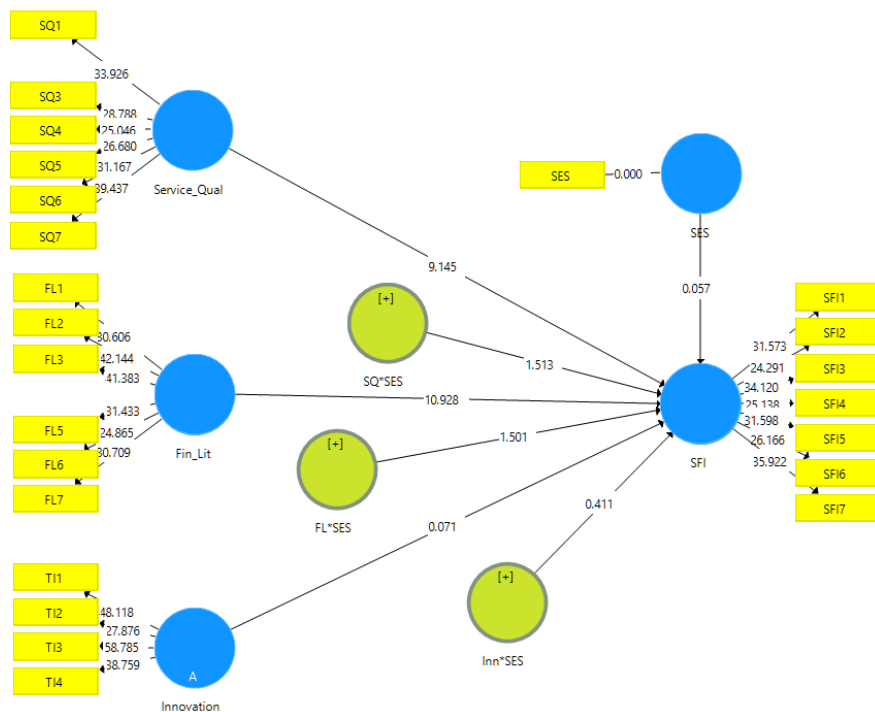 SQ1
33.926
SQ3
28.788
SQ4
25.046
SQ5
26.680
31.167
SQ6
39.437
SQ7
Service_Qual
SES
0.000
SES
9.145
0.057
FL1
FL2
30.606
FL3
42.144
41.383
31.433
FL5
24.865
FL6
30.709
FL7
Fin_Lit
[+]
SQ*SES
1.513
10.928
[+]
FL*SES
1.501
SFI
SFI1
31.573
SFI2
24.291
SFI3
34.120
25.138
SFI4
31.598
SFI5
26.166
SFI6
35.922
SFI7
0.071
0.411
[+]
Inn*SES
TI1
48.118
TI2
27.876
TI3
58.785
38.759
TI4
A
Innovation